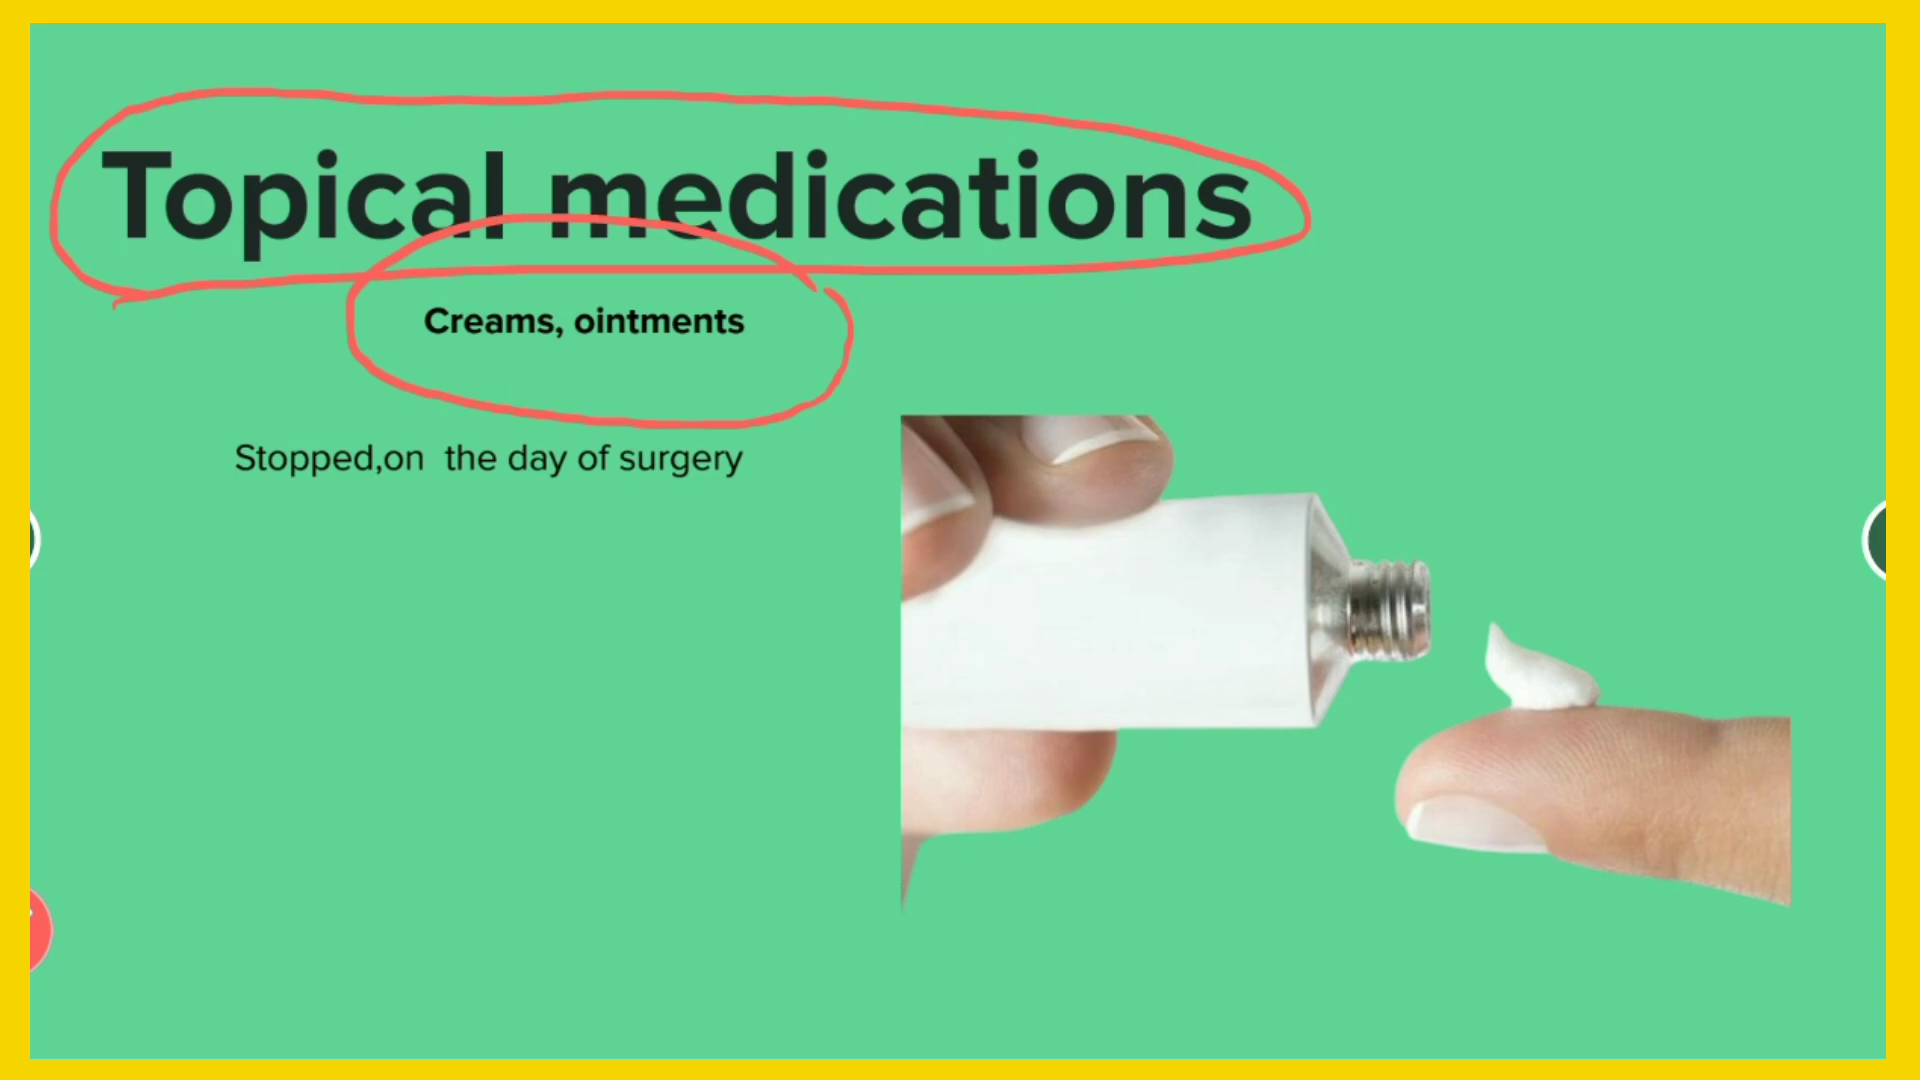 Topical medications
Creams, ointments
Stopped,on  the day of surgery